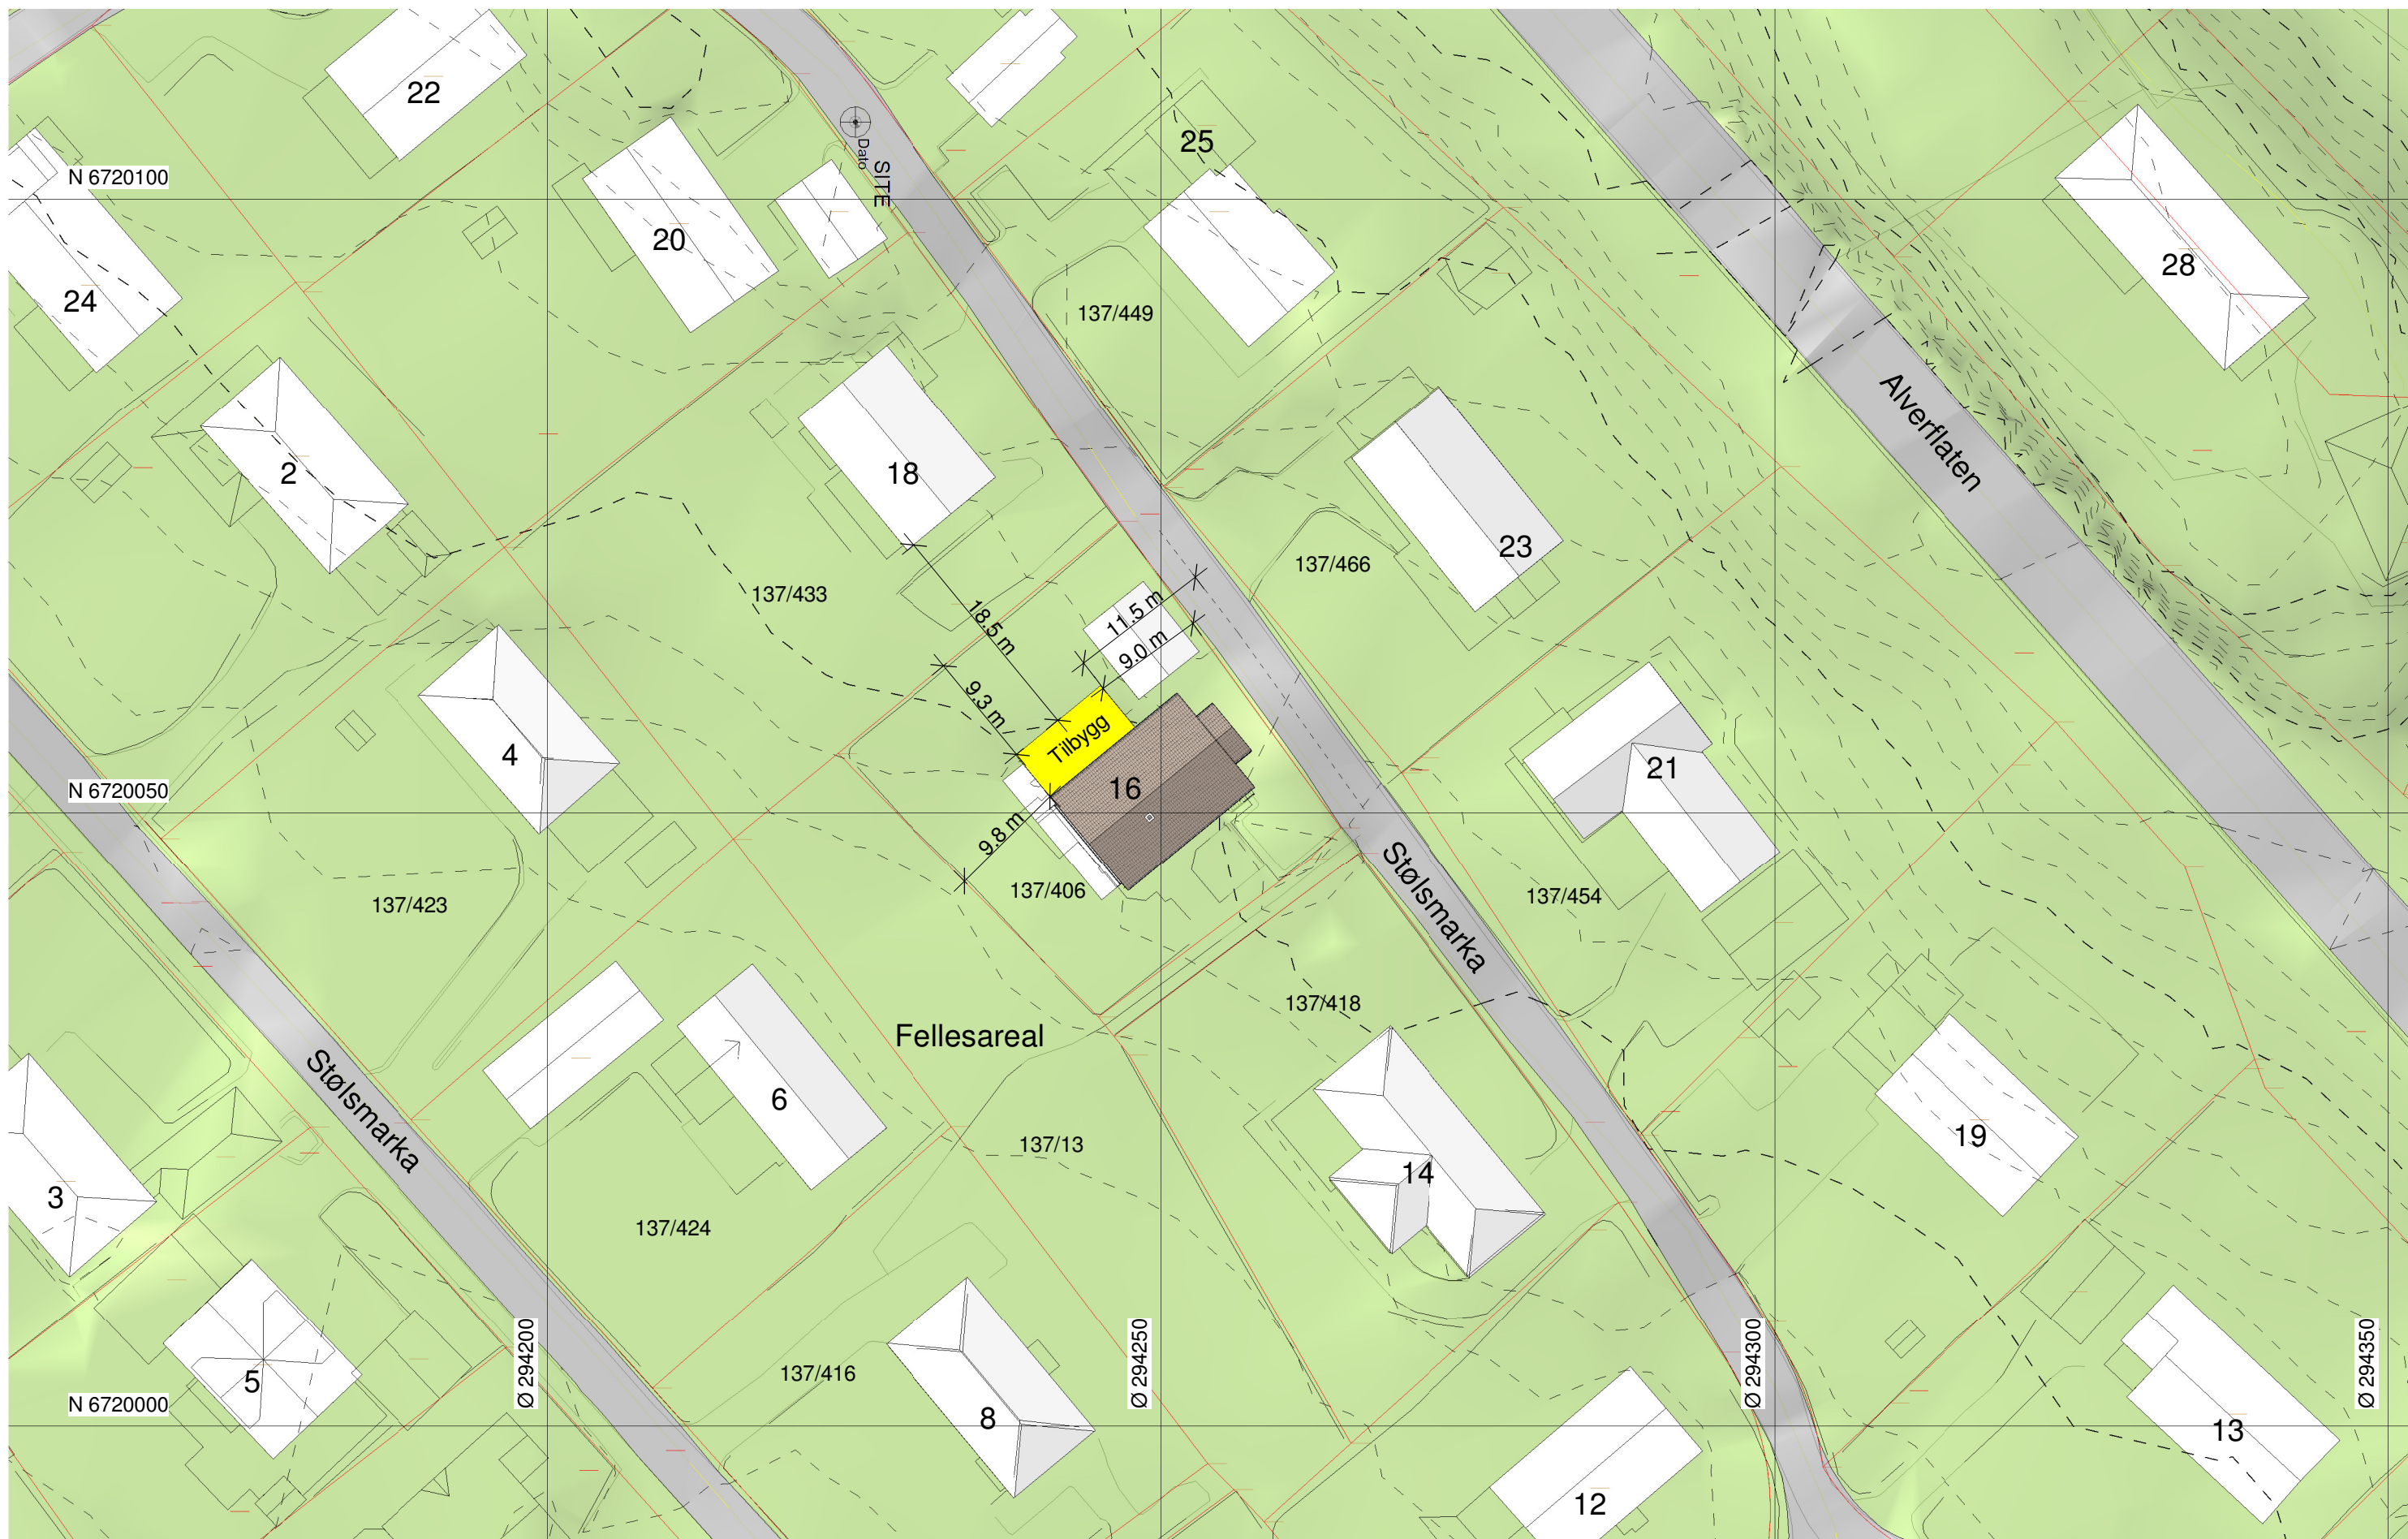 22
25
Dato
SITE
N 6720100
20
28
24
137/449
Alverflaten
2
18
23
137/466
137/433
11.5 m
18.5 m
9.0 m
9.3 m
Tilbygg
4
21
N 6720050
16
9.8 m
137/406
Stølsmarka
137/454
137/423
137/418
Fellesareal
Stølsmarka
6
19
137/13
14
3
137/424
Ø 294200
Ø 294250
Ø 294300
Ø 294350
5
137/416
N 6720000
8
13
12